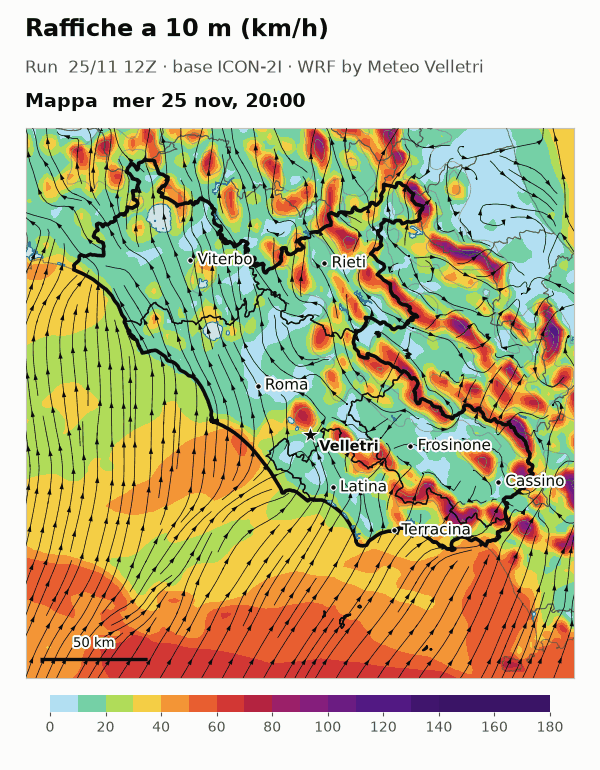 Raffiche a 10 m (km/h)
Run  25/11 12Z · base ICON-2I · WRF by Meteo Velletri
Mappa  mer 25 nov, 20:00
Viterbo
Rieti
Roma
Velletri
Frosinone
Cassino
Latina
Terracina
50 km
0 20 40 60 80 100 120 140 160 180